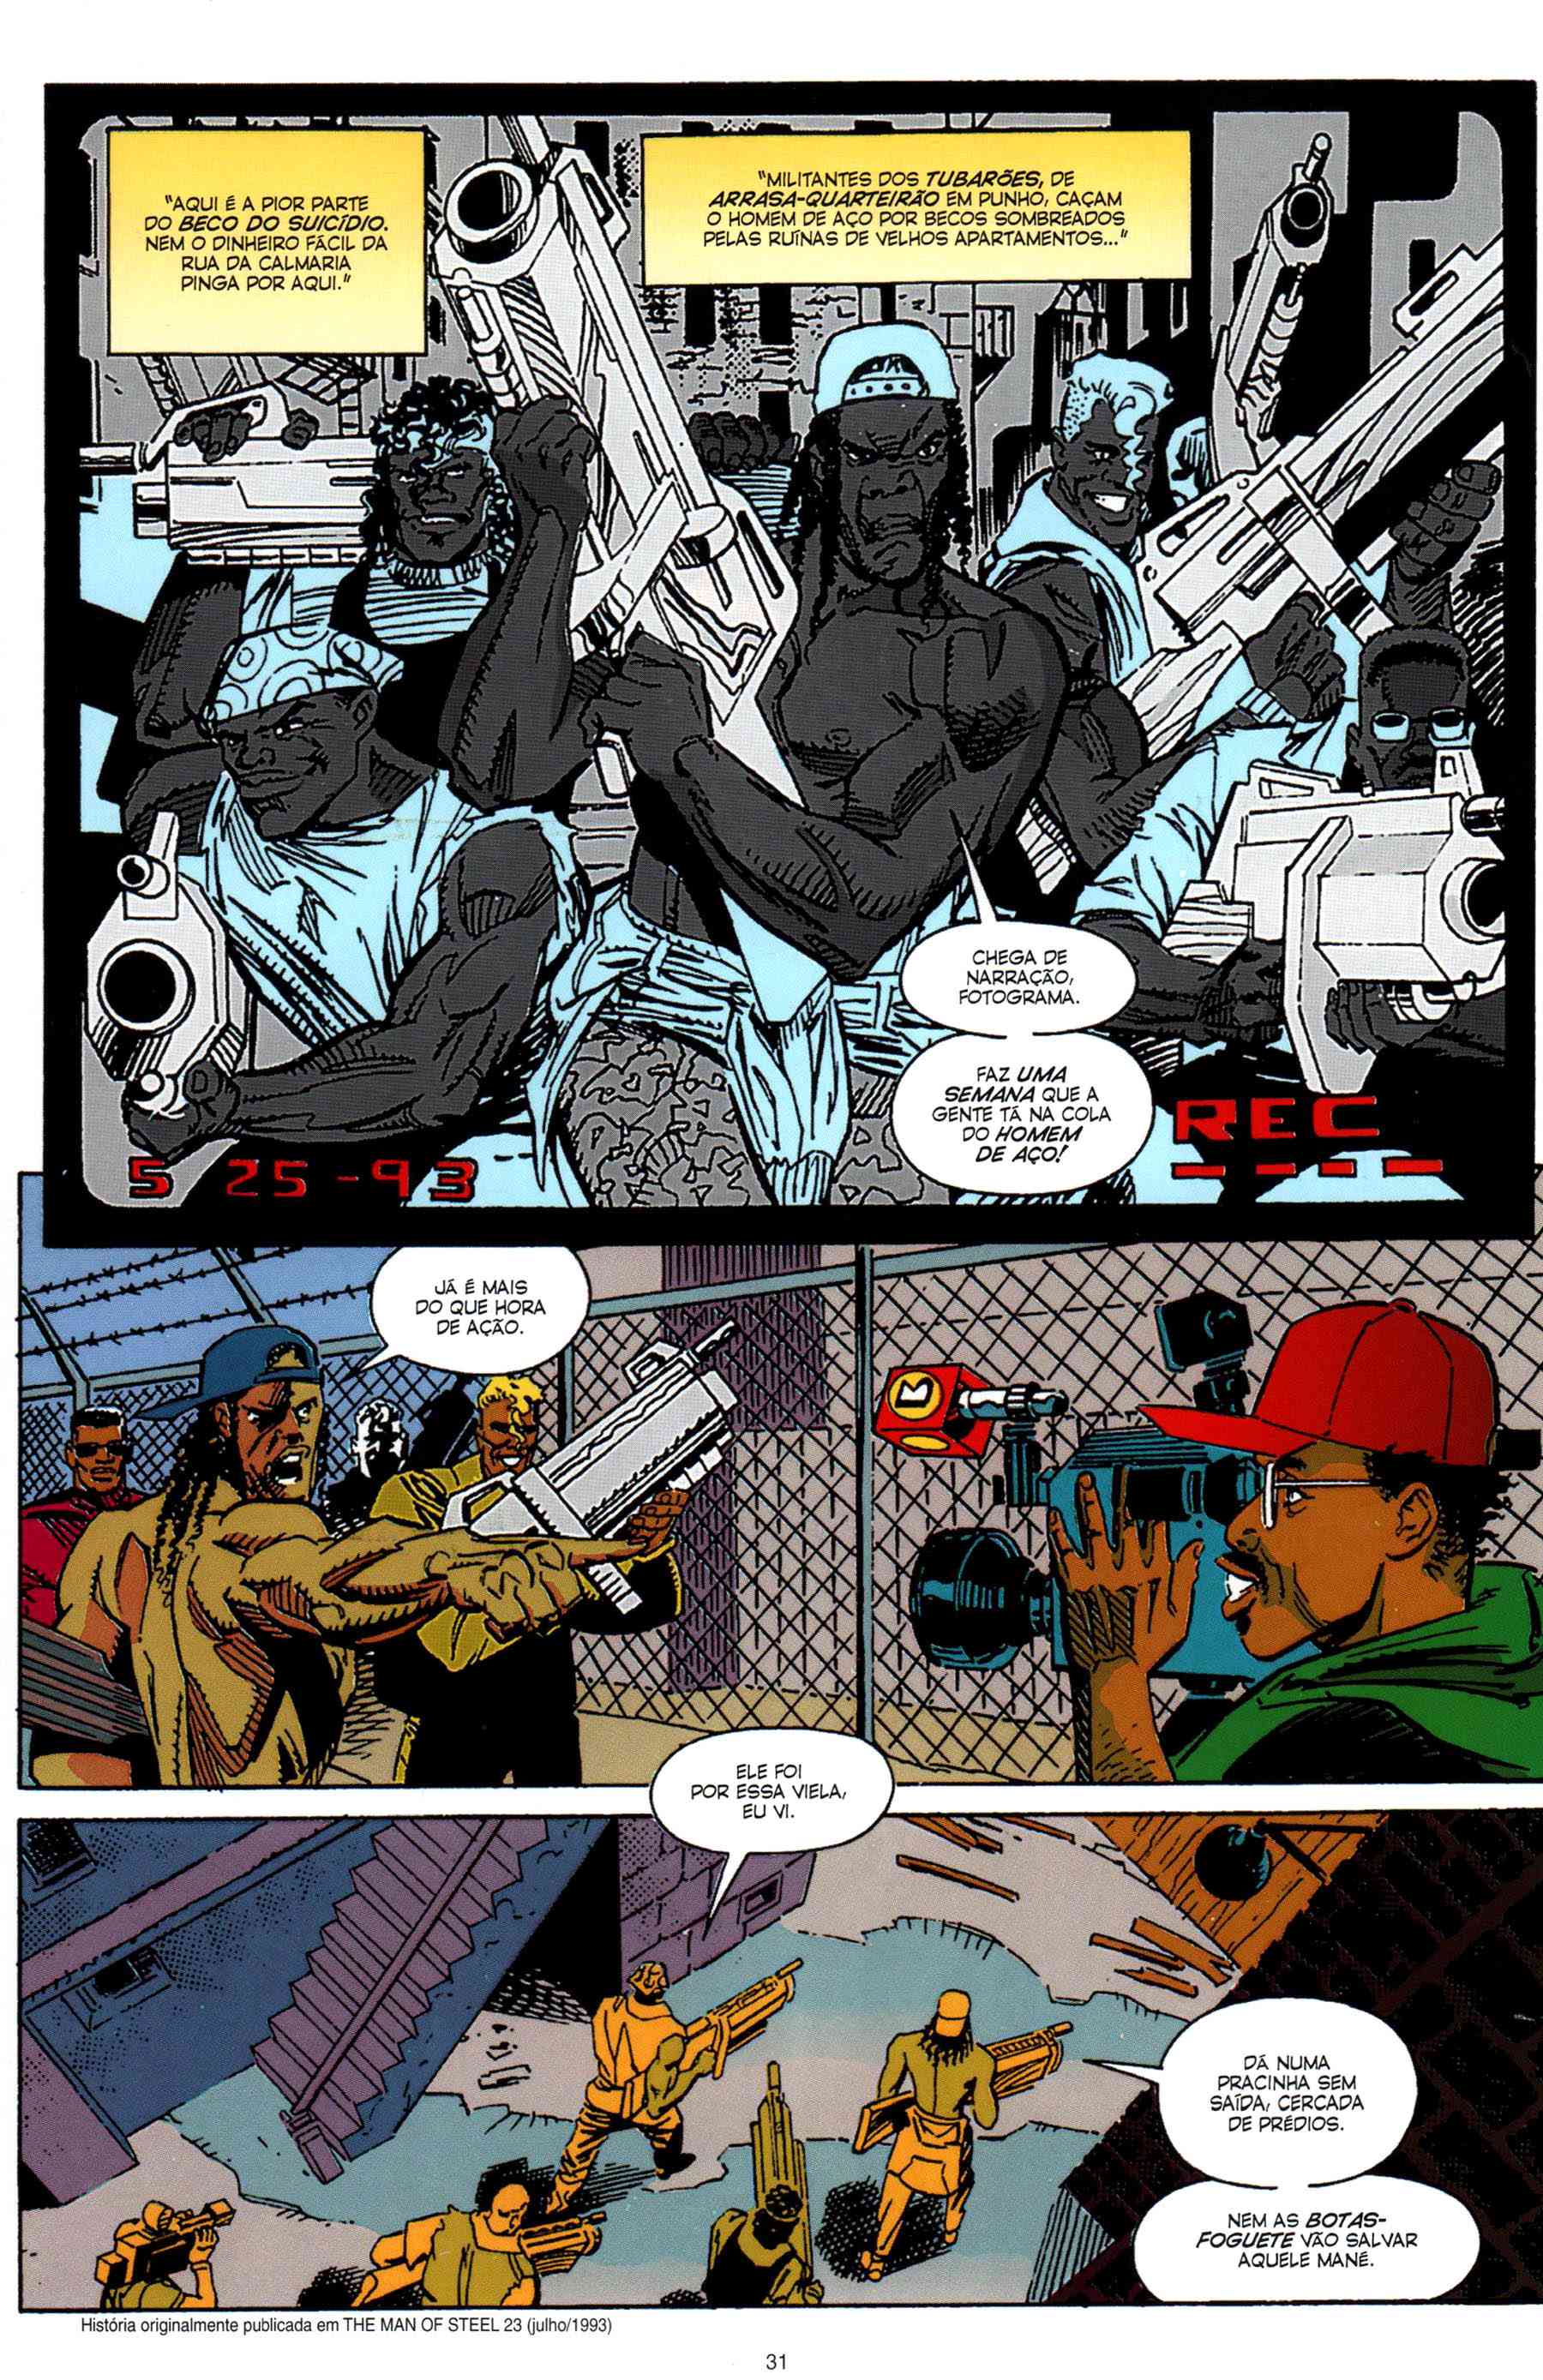 "AQUI É A PIOR PARTE
DO BECO DO SUICÍDIO.
NEM O DINHEIRO FÁCIL DA
RUA DA CALMARIA
PINGA POR AQUI."
"MILITANTES DOS TUBARÕES, DE
ARRASA-QUARTEIRÃO EM PUNHO, CAÇAM
O HOMEM DE AÇO POR BECOS SOMBREADOS
PELAS RUÍNAS DE VELHOS APARTAMENTOS..."
CHEGA DE
NARRAÇÃO,
FOTOGRAMA.
FAZ UMA
SEMANA QUE A
GENTE TÁ NA COLA
DO HOMEM
DE AÇO!
REC
5 25-93
JÁ É MAIS
DO QUE HORA
DE AÇÃO.
ELE FOI
POR ESSA VIELA,
EU VI.
DÁ NUMA
PRACINHA SEM
SAÍDA, CERCADA
DE PRÉDIOS.
NEM AS BOTAS-
FOGUETE VÃO SALVAR
AQUELE MANÉ.
História originalmente publicada em THE MAN OF STEEL 23 (julho/1993)
31